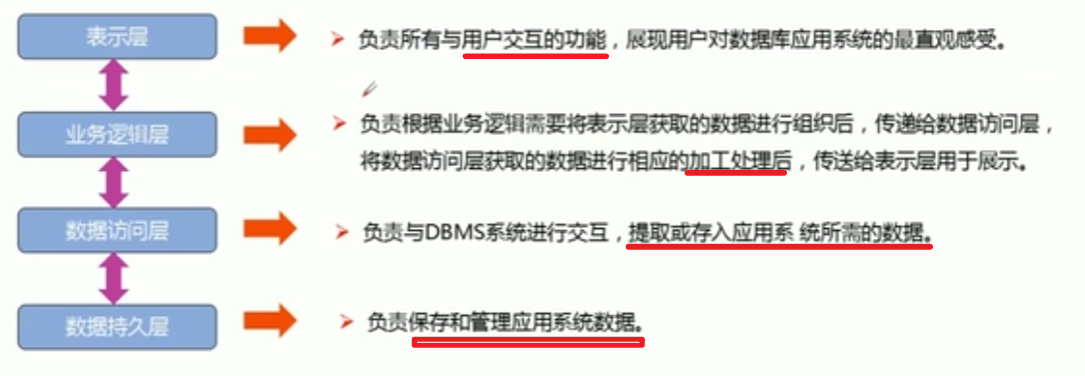 表示层
负责所有与用户交互的功能，展现用户对数据库应用系统的最直观感受。
业务逻辑层
负责根据业务逻辑需要将表示层获取的数据进行组织后，传递给数据访问层，
将数据访问层获取的数据进行相应的加工处理后，传送给表示层用于展示。
数据访问层
负责与DBMS系统进行交互，提取或存入应用系 统所需的数据。
数据持久层
负责保存和管理应用系统数据。